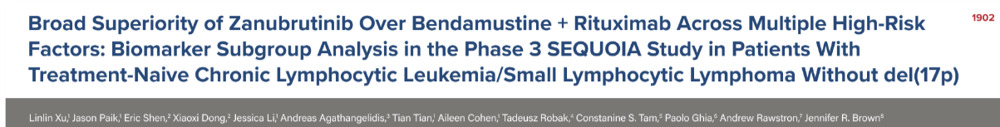 Broad Superiority of Zanubrutinib Over Bendamustine + Rituximab Across Multiple High-Risk
1902
Factors: Biomarker Subgroup Analysis in the Phase 3 SEQUOIA Study in Patients With
Treatment-Naive Chronic Lymphocytic Leukemia/Small Lymphocytic Lymphoma Without del(17p)
Linlin Xu,¹ Jason Paik,¹ Eric Shen,² Xiaoxi Dong,² Jessica Li,¹ Andreas Agathangelidis,³ Tian Tian,¹ Aileen Cohen,¹ Tadeusz Robak,⁴ Constanine S. Tam,⁵ Paolo Ghia,⁶ Andrew Rawstron,⁷ Jennifer R. Brown⁸